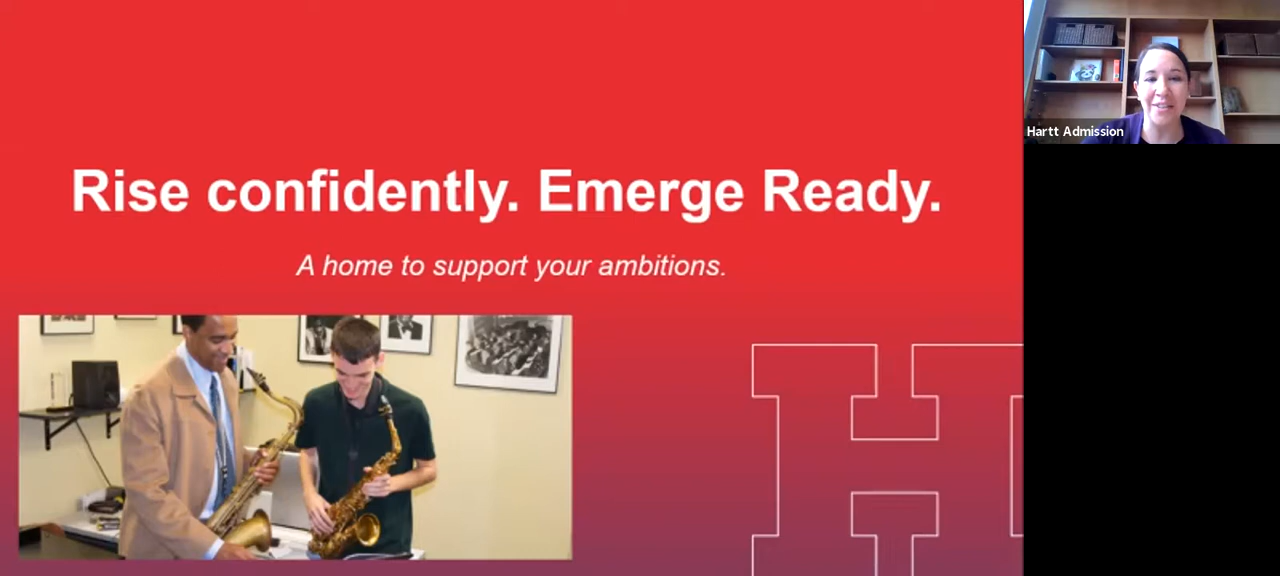 Rise confidently. Emerge Ready.
A home to support your ambitions.
Hartt Admission